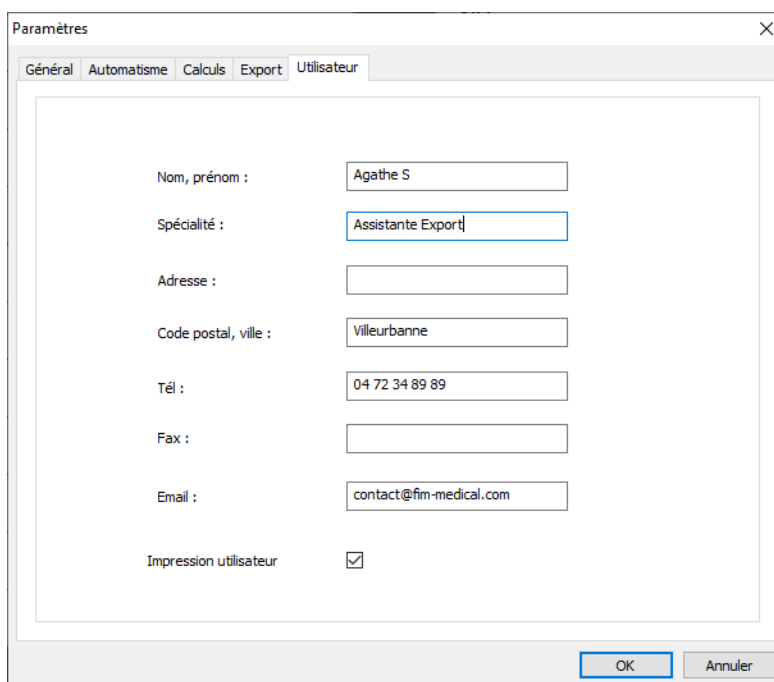 Paramètres
Général Automatisme Calculs Export Utilisateur
Nom, prénom : Agathe S
Spécialité : Assistante Export
Adresse :
Code postal, ville : Villeurbanne
Tél : 04 72 34 89 89
Fax :
Email : contact@fim-medical.com
Impression utilisateur
OK Annuler